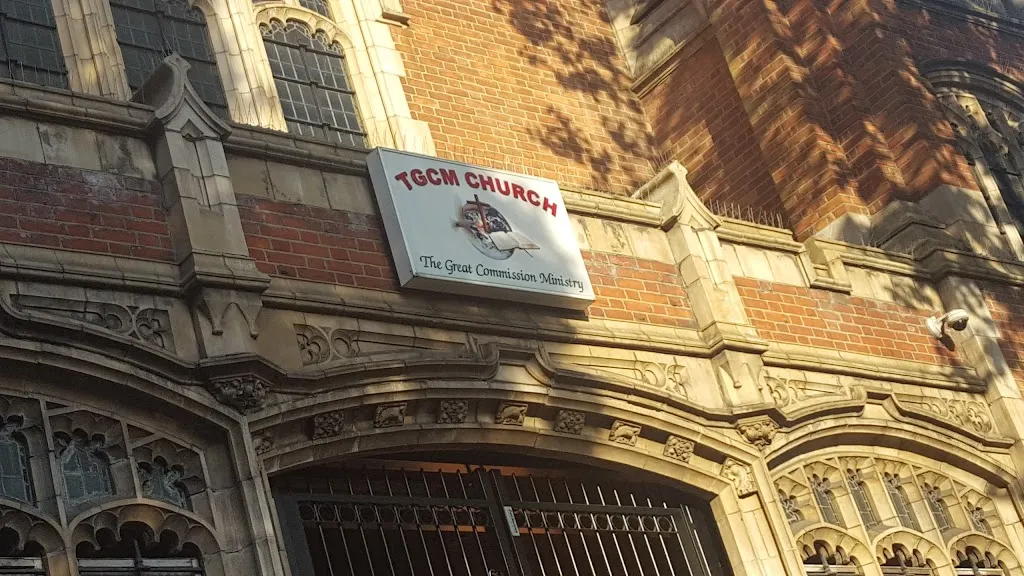 TGCM CHURCH
The Great Commission Ministry